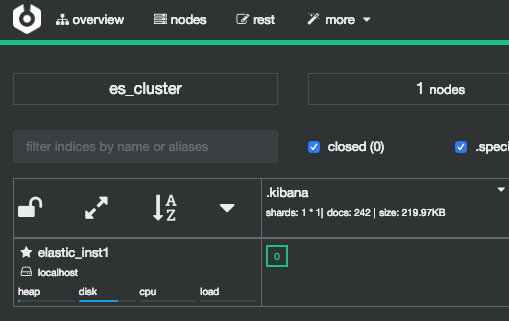 overview nodes rest more
es_cluster 1 nodes
filter indices by name or aliases closed (0) .speci
A
Z
.kibana
shards: 1 * 1| docs: 242 | size: 219.97KB
elastic_inst1 0
localhost
heap disk cpu load